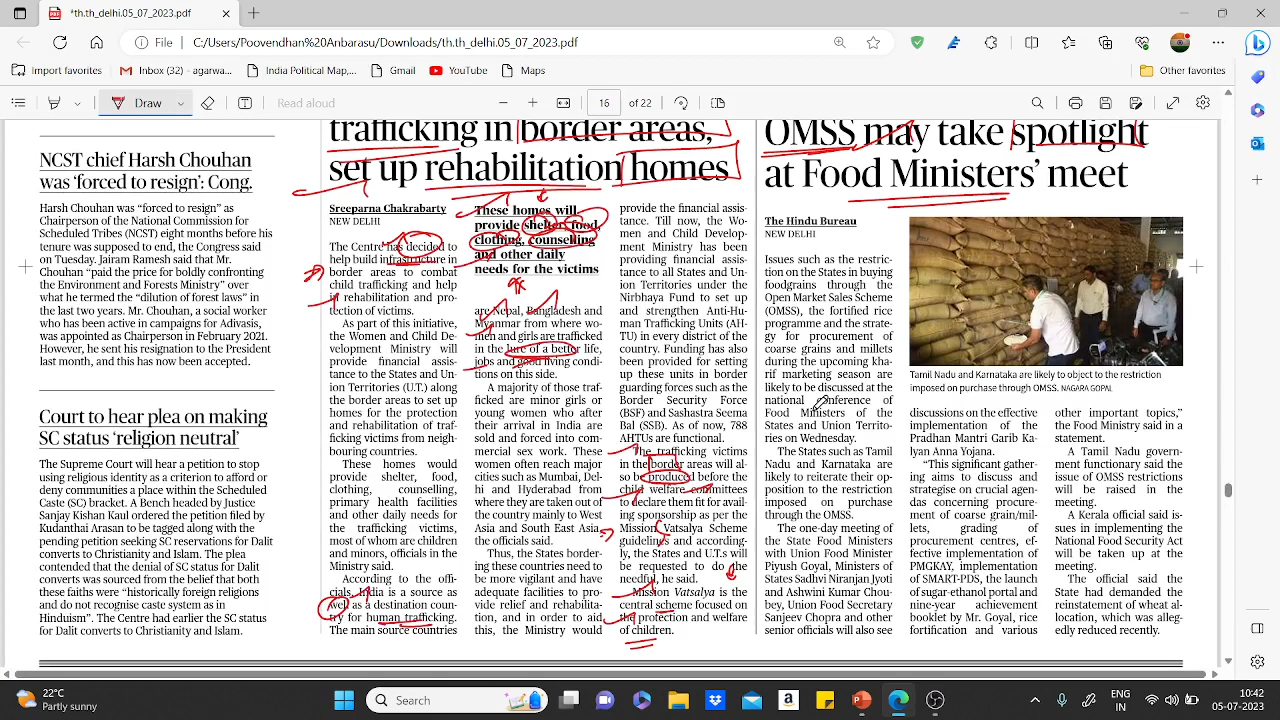 *th.th_delhi.05_07_2023.pdf
File
C:/Users/Poovendhan%20Anbarasu/Downloads/th.th_delhi.05_07_2023.pdf
Import favorites
Inbox (32) - agarwa...
India Political Map D...
Gmail
YouTube
Maps
Other favorites
Draw
Read aloud
16
of 22
NCST chief Harsh Chouhan
was 'forced to resign': Cong.
Harsh Chouhan was "forced to resign" as
Chairperson of the National Commission for
Scheduled Tribes (NCST) eight months before his
tenure was supposed to end, the Congress said
on Tuesday. Jairam Ramesh said that Mr.
Chouhan "paid the price for boldly confronting
the Environment and Forests Ministry" over
what he termed the "dilution of forest laws" in
the last two years. Mr. Chouhan, a social worker
who has been active in campaigns for Adivasis,
was appointed as Chairperson in February 2021.
However, he sent his resignation to the President
last month, and this has now been accepted.
Court to hear plea on making
SC status 'religion neutral'
The Supreme Court will hear a petition to stop
using religious identity as a criterion to afford or
deny communities a place within the Scheduled
Caste (SC) bracket. A Bench headed by Justice
Sanjay Kishan Kaul ordered the petition filed by
Kudanthai Arasan to be tagged along with the
pending petition seeking SC reservations for Dalit
converts to Christianity and Islam. The plea
contended that the denial of SC status for Dalit
converts was sourced from the belief that both
these faiths were "historically foreign religions
and do not recognise caste system as in
Hinduism". The Centre had earlier the SC status
for Dalit converts to Christianity and Islam.
trafficking in border areas,
set up rehabilitation homes
Sreeparna Chakrabarty
NEW DELHI
The Centre has decided to
help build infrastructure in
border areas to combat
child trafficking and help
in rehabilitation and pro-
tection of victims.
As part of this initiative,
the Women and Child De-
velopment Ministry will
provide financial assis-
tance to the States and Un-
ion Territories (U.T.) along
the border areas to set up
homes for the protection
and rehabilitation of traf-
ficking victims from neigh-
bouring countries.
These homes would
provide shelter, food,
clothing, counselling,
primary health facilities
and other daily needs for
the trafficking victims,
most of whom are children
and minors, officials in the
Ministry said.
According to the offi-
cials, India is a source as
well as a destination coun-
try for human trafficking.
The main source countries
These homes will
provide shelter, food,
clothing, counselling
and other daily
needs for the victims
are Nepal, Bangladesh and
Myanmar from where wo-
men and girls are trafficked
in the lure of a better life,
jobs and good living condi-
tions on this side.
A majority of those traf-
ficked are minor girls or
young women who after
their arrival in India are
sold and forced into com-
mercial sex work. These
women often reach major
cities such as Mumbai, Del-
hi and Hyderabad from
where they are taken out of
the country mainly to West
Asia and South East Asia,
the officials said.
Thus, the States border-
ing these countries need to
be more vigilant and have
adequate facilities to pro-
vide relief and rehabilita-
tion, and in order to aid
this, the Ministry would
provide the financial assis-
tance. Till now, the Wo-
men and Child Develop-
ment Ministry has been
providing financial assis-
tance to all States and Un-
ion Territories under the
Nirbhaya Fund to set up
and strengthen Anti-Hu-
man Trafficking Units (AH-
TU) in every district of the
country. Funding has also
been provided for setting
up these units in border
guarding forces such as the
Border Security Force
(BSF) and Sashastra Seema
Bal (SSB). As of now, 788
AHTUs are functional.
The trafficking victims
in the border areas will al-
so be produced before the
child welfare committees
to declare them fit for avail-
ing sponsorship as per the
Mission Vatsalya Scheme
guidelines and according-
ly, the States and U.T.s will
be requested to do the
needful, he said.
Mission Vatsalya is the
central scheme focused on
the protection and welfare
of children.
OMSS may take spotlight
at Food Ministers' meet
The Hindu Bureau
NEW DELHI
Issues such as the restric-
tion on the States in buying
foodgrains through the
Open Market Sales Scheme
(OMSS), the fortified rice
programme and the strate-
gy for procurement of
coarse grains and millets
during the upcoming kha-
rif marketing season are
likely to be discussed at the
national conference of
Food Ministers of the
States and Union Territo-
ries on Wednesday.
The States such as Tamil
Nadu and Karnataka are
likely to reiterate their op-
position to the restriction
imposed on purchase
through the OMSS.
The one-day meeting of
the State Food Ministers
with Union Food Minister
Piyush Goyal, Ministers of
States Sadhvi Niranjan Jyoti
and Ashwini Kumar Chou-
bey, Union Food Secretary
Sanjeev Chopra and other
senior officials will also see
Tamil Nadu and Karnataka are likely to object to the restriction
imposed on purchase through OMSS. NAGARA GOPAL
discussions on the effective
implementation of the
Pradhan Mantri Garib Ka-
lyan Anna Yojana.
"This significant gather-
ing aims to discuss and
strategise on crucial agen-
das concerning procure-
ment of coarse grain/mil-
lets, grading of
procurement centres, ef-
fective implementation of
PMGKAY, implementation
of SMART-PDS, the launch
of sugar-ethanol portal and
nine-year achievement
booklet by Mr. Goyal, rice
fortification and various
other important topics,"
the Food Ministry said in a
statement.
A Tamil Nadu govern-
ment functionary said the
issue of OMSS restrictions
will be raised in the
meeting.
A Kerala official said is-
sues in implementing the
National Food Security Act
will be taken up at the
meeting.
The official said the
State had demanded the
reinstatement of wheat al-
location, which was alleg-
edly reduced recently.
22°C
Partly sunny
Search
ENG
IN
10:42
05-07-2023